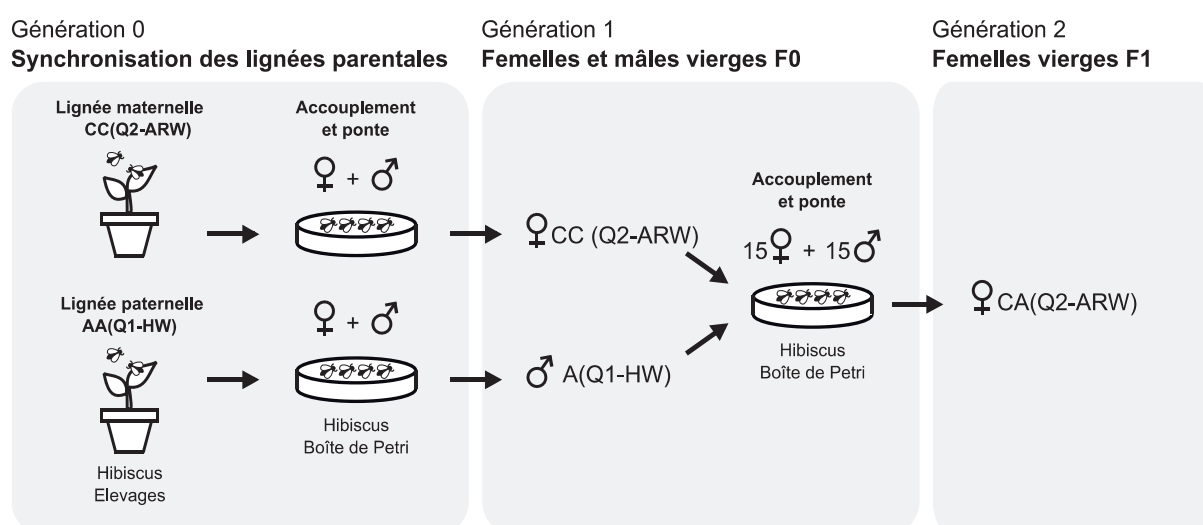 Génération 0
Synchronisation des lignées parentales
Lignée maternelle
CC(Q2-ARW)
Accouplement
et ponte
♀ + ♂
Lignée paternelle
AA(Q1-HW)
♀ + ♂
Hibiscus
Boîte de Petri
Hibiscus
Elevages
Génération 1
Femelles et mâles vierges F0
♀CC (Q2-ARW)
♂ A(Q1-HW)
Accouplement
et ponte
15♀ + 15♂
Hibiscus
Boîte de Petri
Génération 2
Femelles vierges F1
♀CA(Q2-ARW)